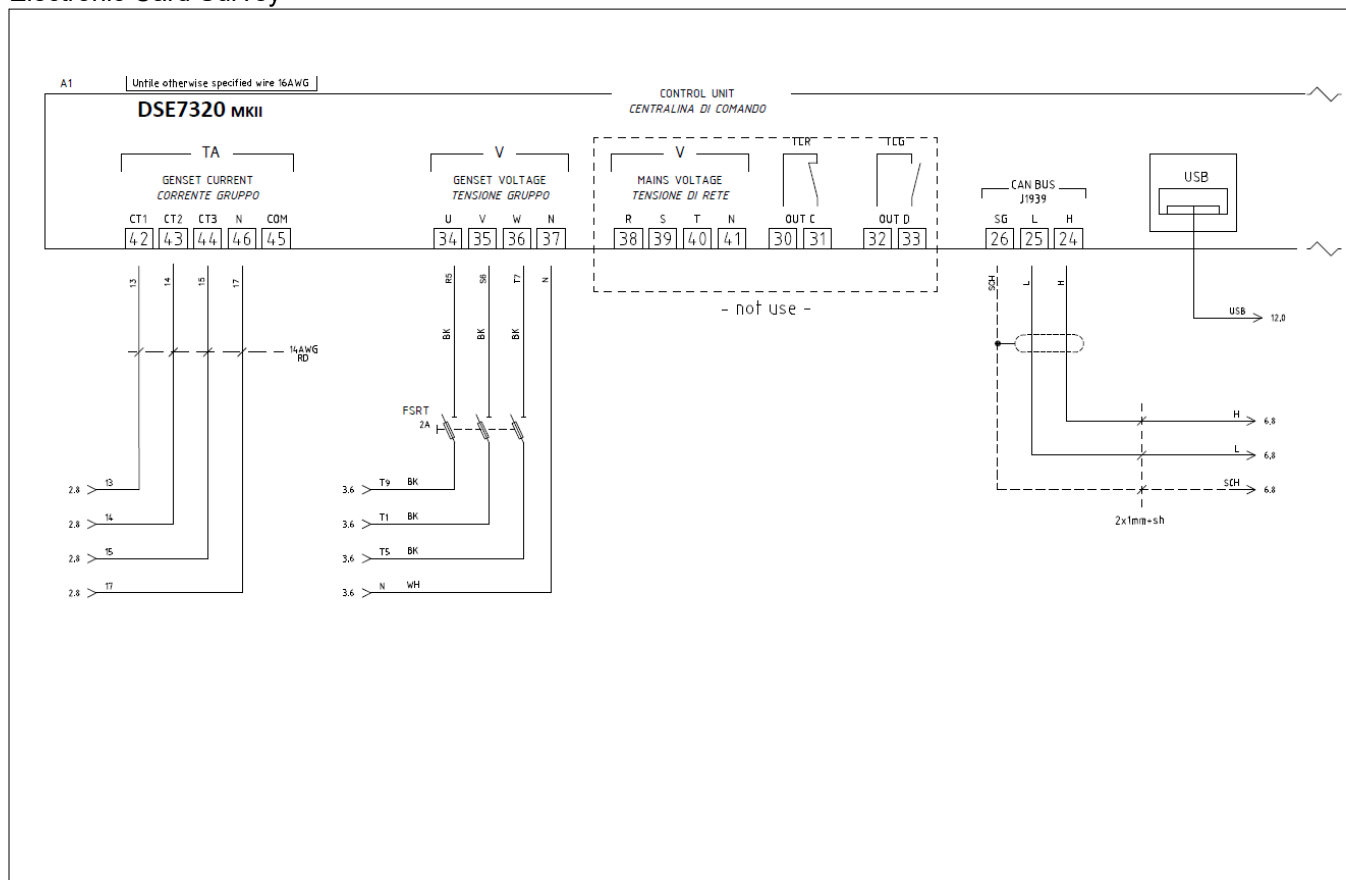 A1
Untile otherwise specified wire 16AWG
DSE7320 MKII
CONTROL UNIT
CENTRALINA DI COMANDO
TA
GENSET CURRENT
CORRENTE GRUPPO
CT1 CT2 CT3 N COM
42 43 44 46 45
V
GENSET VOLTAGE
TENSIONE GRUPPO
U V W N
34 35 36 37
V
MAINS VOLTAGE
TENSIONE DI RETE
R S T N
38 39 40 41
TLR
OUT C
30 31
TLG
OUT D
32 33
- not use -
CAN BUS
J1939
SG L H
26 25 24
USB
13 14 15 17
R5 S6 T7 N
BK BK BK
SCH L H
USB 12.0
14AWG
RD
FSRT
2A
2.8 13
2.8 14
2.8 15
2.8 17
3.6 T9 BK
3.6 T1 BK
3.6 T5 BK
3.6 N WH
H 6.8
L 6.8
SCH 6.8
2x1mm+sh